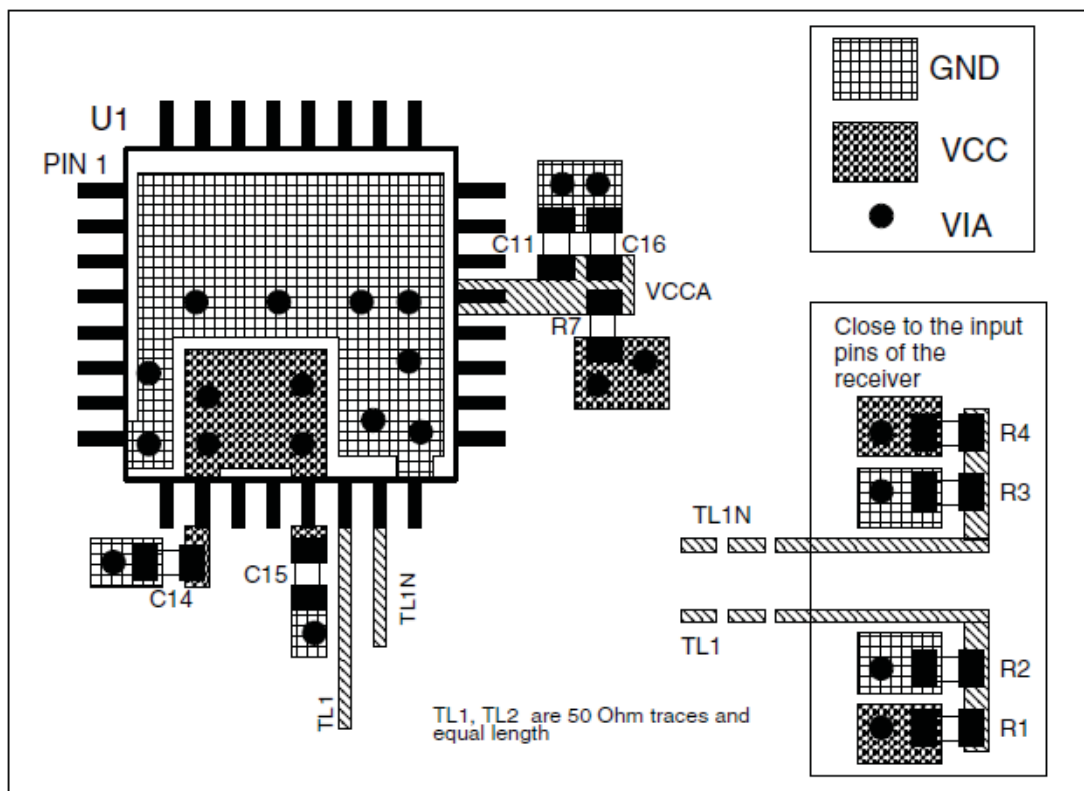 U1
PIN 1
GND
VCC
VIA
C11
C16
VCCA
R7
Close to the input
pins of the
receiver
R4
R3
TL1N
TL1
R2
R1
C14
C15
TL1
TL1N
TL1, TL2 are 50 Ohm traces and
equal length